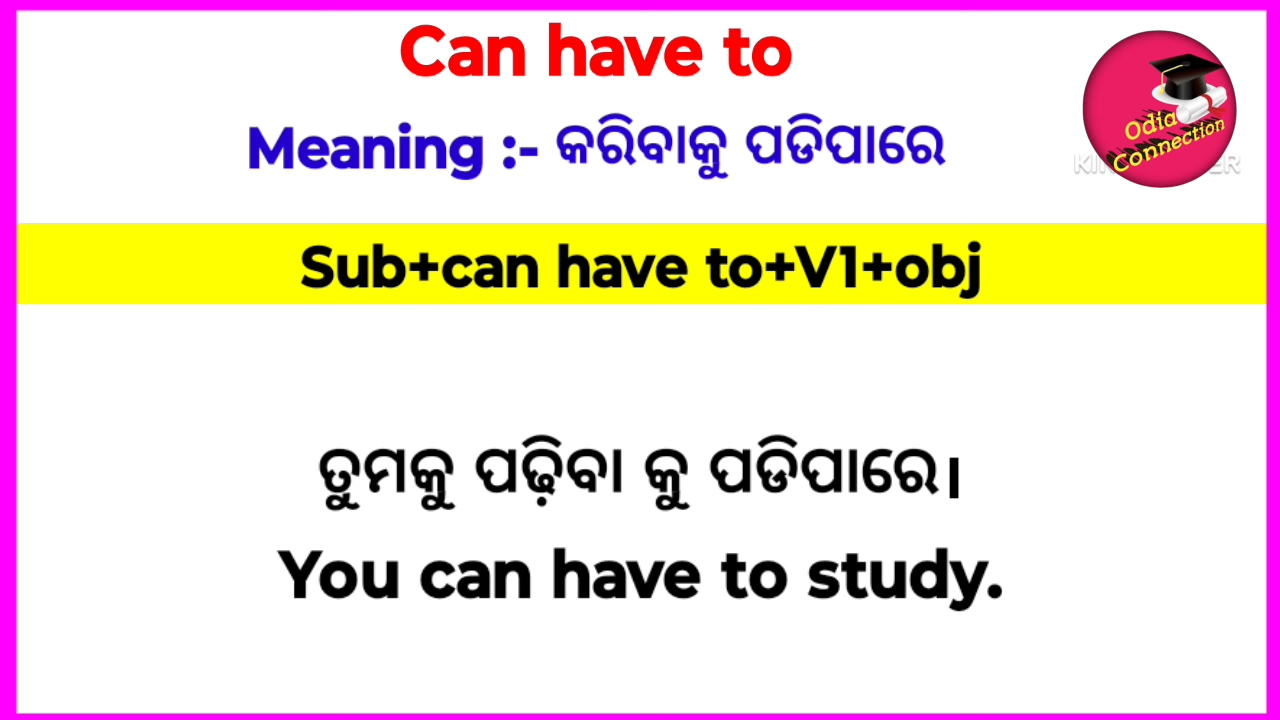 Can have to
Meaning :- କରିବାକୁ ପଡିପାରେ
Odia
Connection
Sub+can have to+V1+obj
ତୁମକୁ ପଢ଼ିବା କୁ ପଡିପାରେ।
You can have to study.